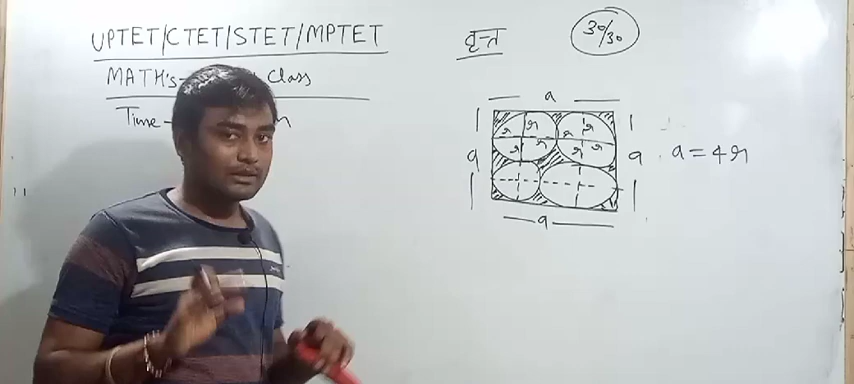 UPTET/CTET/STET/MPTET
MATH's- Class
Time -
वृत्त
30/30
a
r r r r
r r r r
a a
a
a = 4r